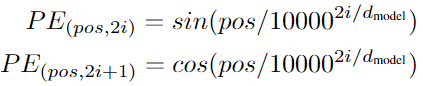 PE_{(pos,2i)} = sin(pos/10000^{2i/d_{model}})
PE_{(pos,2i+1)} = cos(pos/10000^{2i/d_{model}})